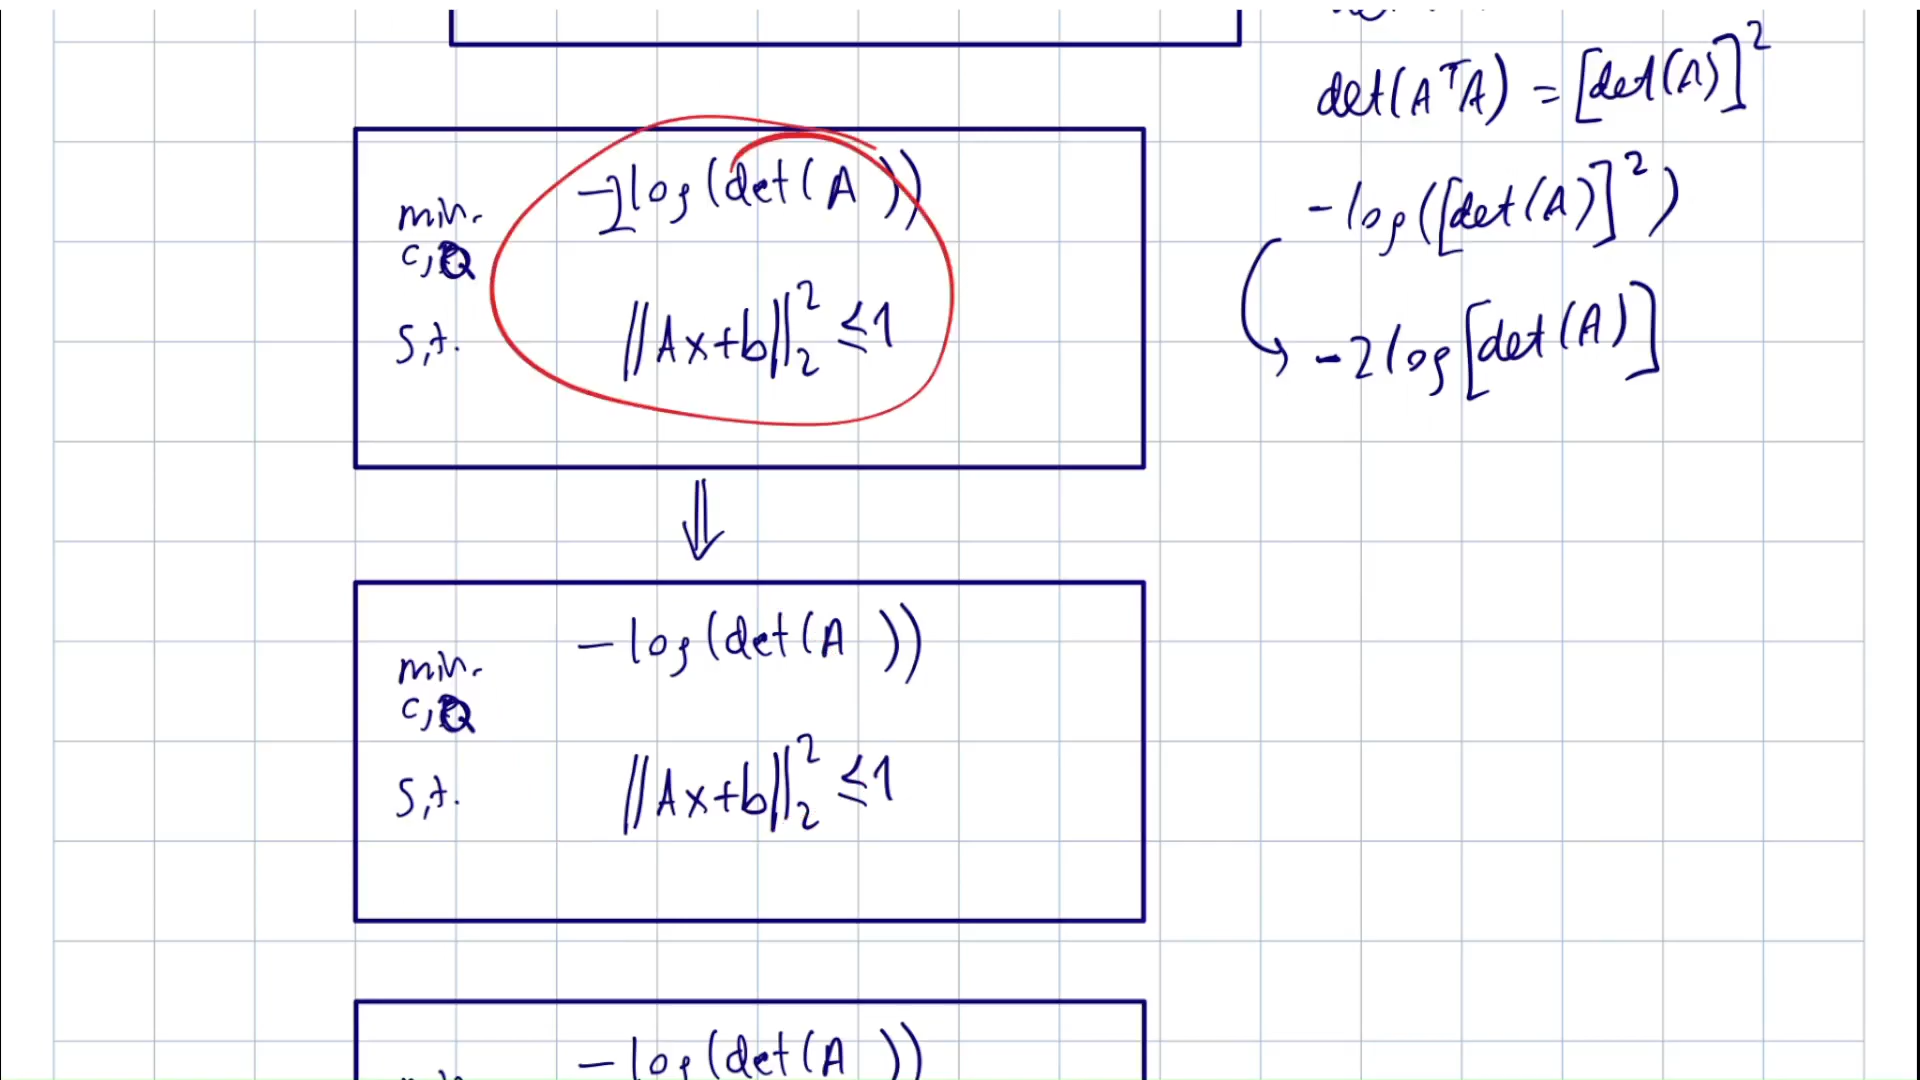 det(AᵀA) = [det(A)]²
-2log(det(A))
min.
c,Q
s.t. ||Ax+b||₂² ≤ 1
-log([det(A)]²)
-2log[det(A)]
⇓
-log(det(A))
min.
c,Q
s.t. ||Ax+b||₂² ≤ 1
-log(det(A))